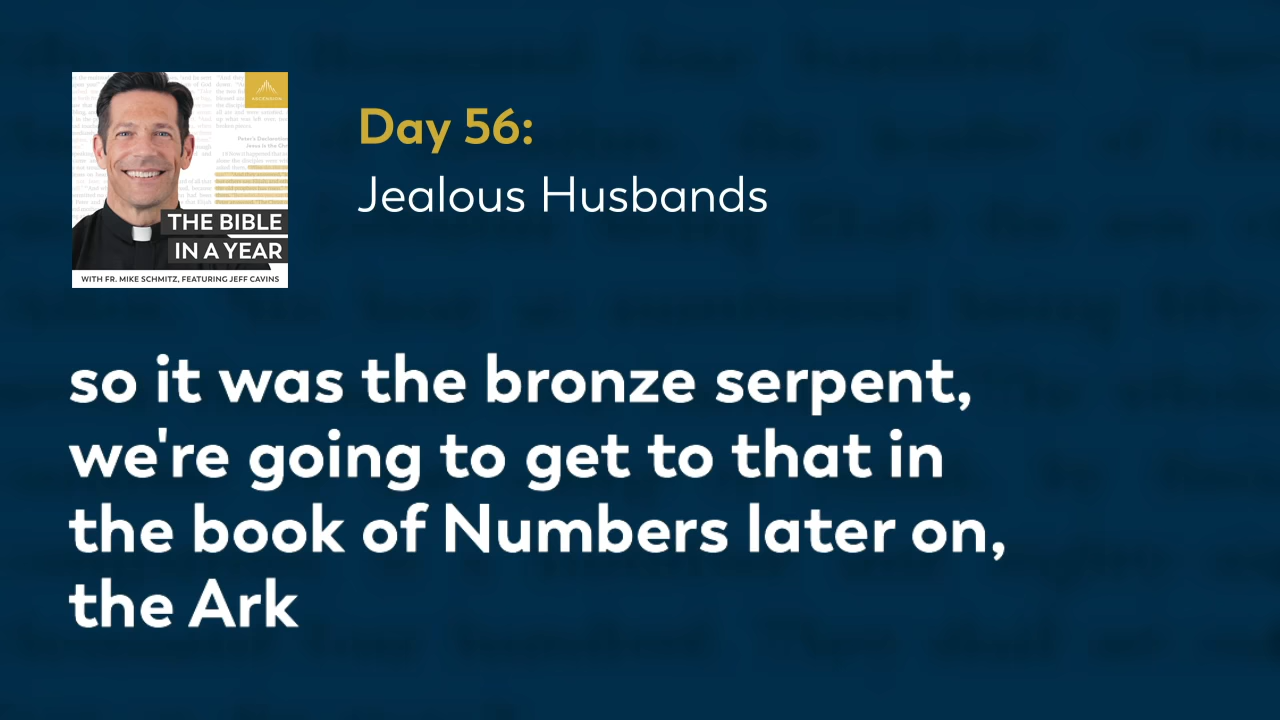 ASCENSION
THE BIBLE
IN A YEAR
WITH FR. MIKE SCHMITZ, FEATURING JEFF CAVINS
Day 56:
Jealous Husbands
so it was the bronze serpent,
we're going to get to that in
the book of Numbers later on,
the Ark